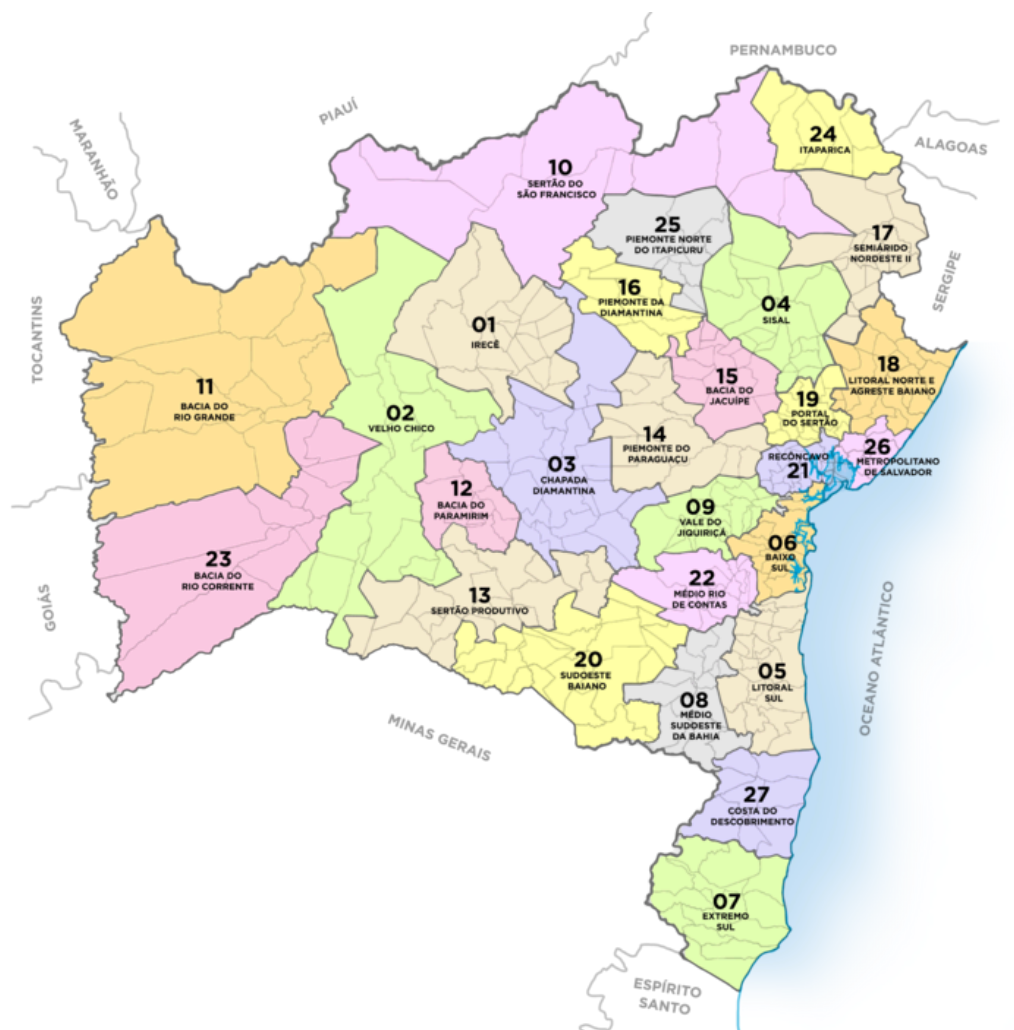 PERNAMBUCO
PIAUÍ
MARANHÃO
24
ITAPARICA
ALAGOAS
10
SERTÃO DO
SÃO FRANCISCO
25
PIEMONTE NORTE
DO ITAPICURU
17
SEMIÁRIDO
NORDESTE II
SERGIPE
16
PIEMONTE DA
DIAMANTINA
04
SISAL
TOCANTINS
01
IRECÊ
11
BACIA DO
RIO GRANDE
15
BACIA DO
JACUÍPE
18
LITORAL NORTE E
AGRESTE BAIANO
02
VELHO CHICO
19
PORTAL
DO SERTÃO
14
PIEMONTE DO
PARAGUAÇU
26
METROPOLITANO
DE SALVADOR
RECÔNCAVO
21
03
CHAPADA
DIAMANTINA
12
BACIA DO
PARAMIRIM
09
VALE DO
JIQUIRIÇÁ
06
BAIXO
SUL
23
BACIA DO
RIO CORRENTE
22
MÉDIO RIO
DE CONTAS
13
SERTÃO PRODUTIVO
GOIÁS
OCEANO ATLÂNTICO
20
SUDOESTE
BAIANO
05
LITORAL
SUL
08
MÉDIO
SUDOESTE
DA BAHIA
MINAS GERAIS
27
COSTA DO
DESCOBRIMENTO
07
EXTREMO
SUL
ESPÍRITO
SANTO